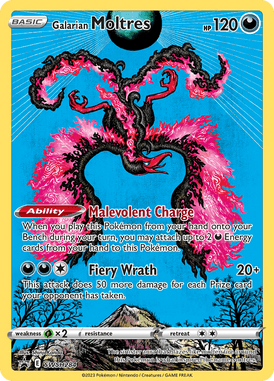 BASIC Galarian Moltres HP 120
Ability Malevolent Charge
When you play this Pokémon from your hand onto your
Bench during your turn, you may attach up to 2 Energy
cards from your hand to this Pokémon.
Fiery Wrath 20+
This attack does 50 more damage for each Prize card
your opponent has taken.
weakness ×2 resistance retreat
©2023 Pokémon / Nintendo / Creatures / GAME FREAK